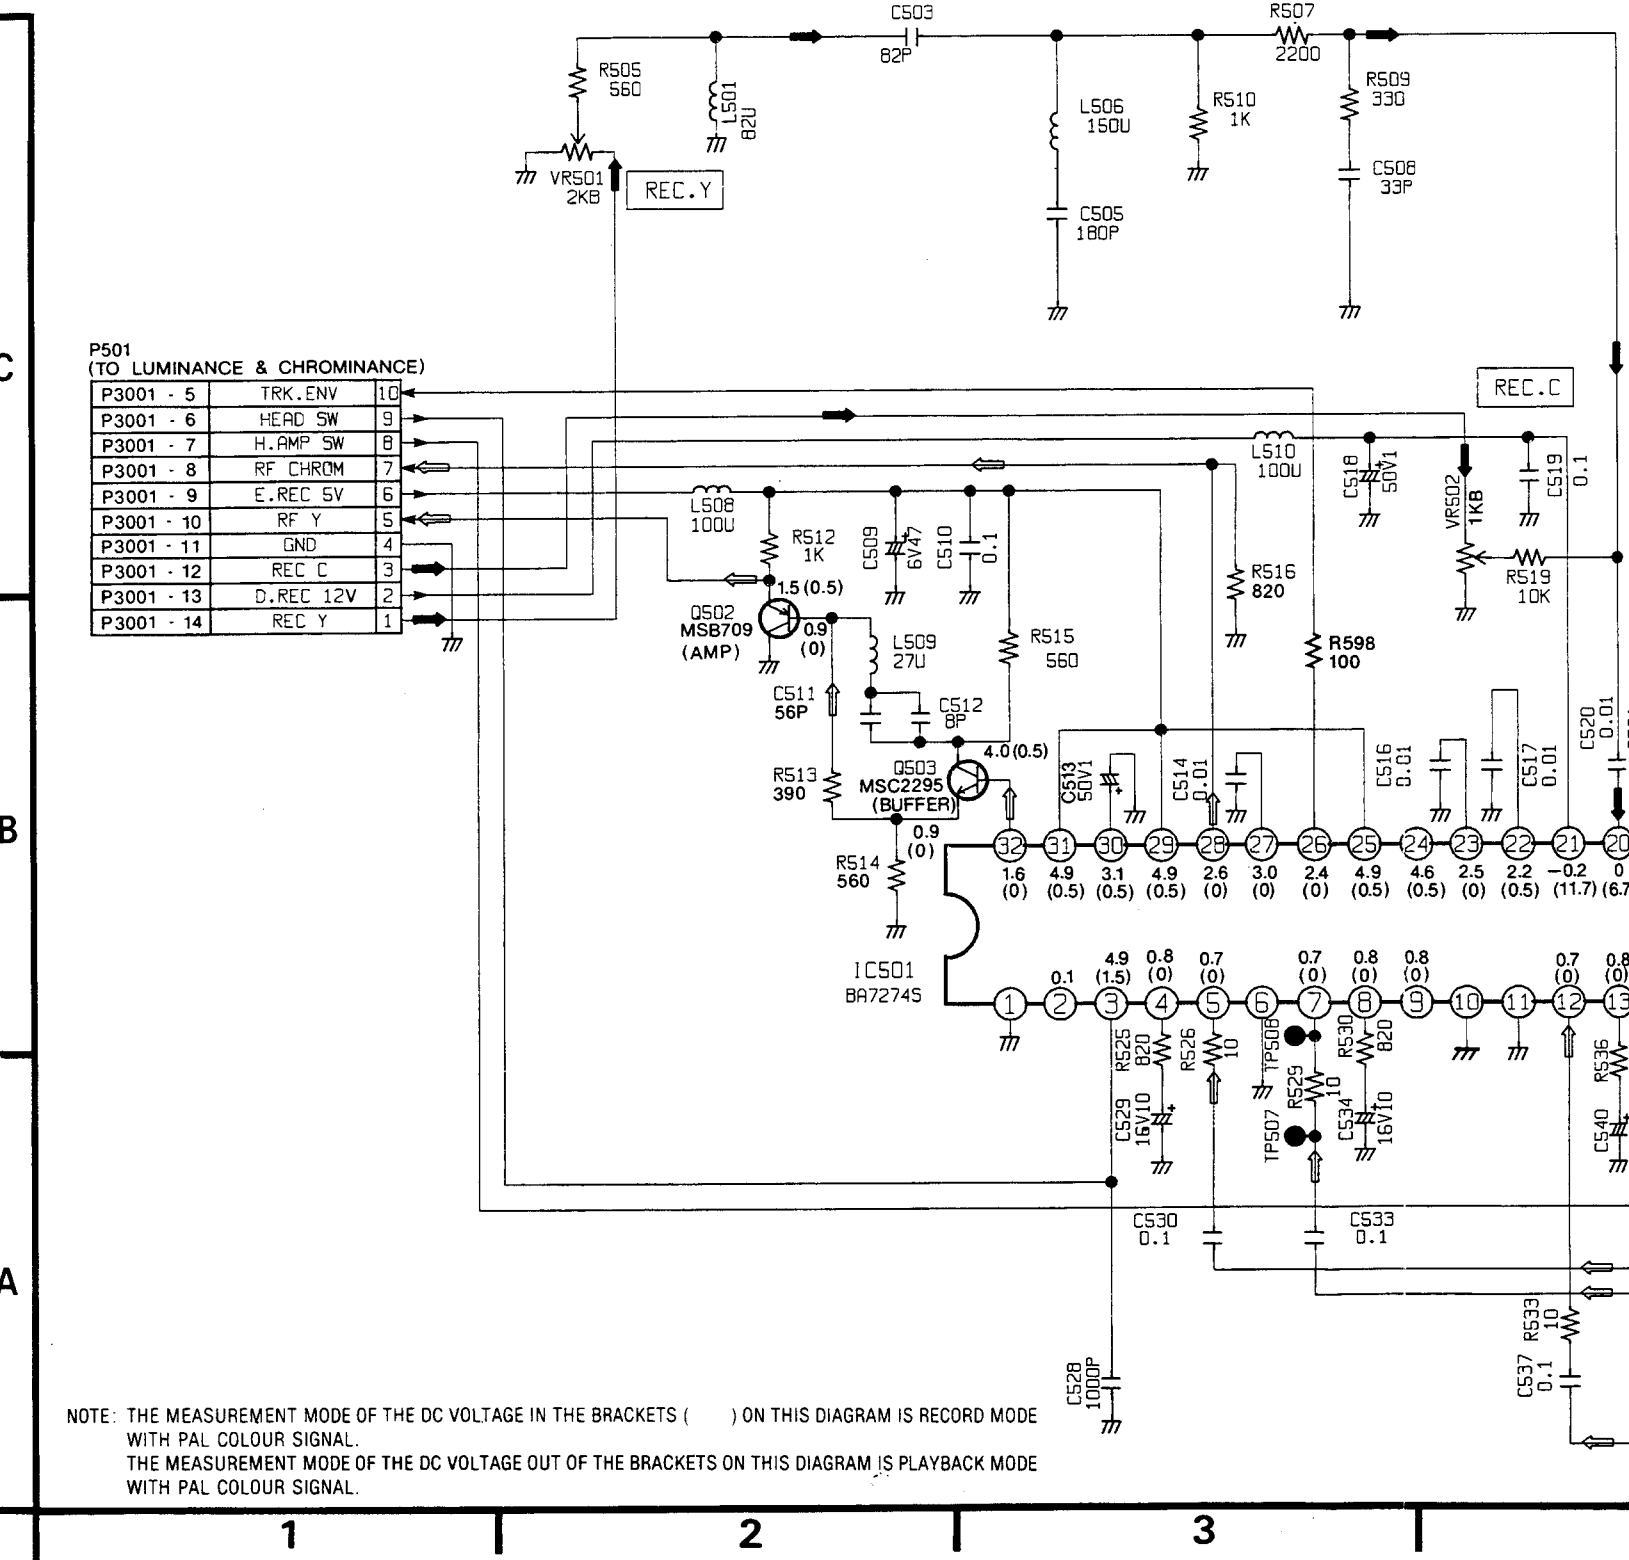 C503
82P
R507
2200
R505
560
L501
82U
L506
150U
R510
1K
R509
330
C508
33P
VR501
2KB
REC.Y
C505
180P
P501
(TO LUMINANCE & CHROMINANCE)
P3001 - 5 TRK.ENV 10
P3001 - 6 HEAD SW 9
P3001 - 7 H.AMP SW 8
P3001 - 8 RF CHROM 7
P3001 - 9 E.REC 5V 6
P3001 - 10 RF Y 5
P3001 - 11 GND 4
P3001 - 12 REC C 3
P3001 - 13 D.REC 12V 2
P3001 - 14 REC Y 1
C
REC.C
L510
100U
C518
50V1
VR502
1KB
C519
0.1
L508
100U
R512
1K
C509
6V47
C510
0.1
R516
820
R519
10K
1.5 (0.5)
Q502
MSB709
(AMP)
0.9
(0)
L509
27U
R515
560
R598
100
C511
56P
C512
8P
4.0 (0.5)
R513
390
Q503
MSC2295
(BUFFER)
C513
50V1
C514
0.01
C516
0.01
C517
0.01
C520
0.01
B
0.9
(0)
R514
560
32 31 30 29 28 27 26 25 24 23 22 21 20
1.6 4.9 3.1 4.9 2.6 3.0 2.4 4.9 4.6 2.5 2.2 -0.2 0
(0) (0.5) (0.5) (0.5) (0) (0) (0) (0.5) (0.5) (0) (0.5) (11.7) (6.7
IC501
BA7274S
4.9 0.8 0.7 0.7 0.8 0.8 0.7 0.8
0.1 (1.5) (0) (0) (0) (0) (0) (0) (0)
1 2 3 4 5 6 7 8 9 10 11 12 13
R525
820
R526
10
TP508
R530
820
R529
10
R536
C529
16V10
TP507
C534
16V10
C540
C530
0.1
C533
0.1
A
R533
10
C528
1000P
C537
0.1
NOTE: THE MEASUREMENT MODE OF THE DC VOLTAGE IN THE BRACKETS ( ) ON THIS DIAGRAM IS RECORD MODE
WITH PAL COLOUR SIGNAL.
THE MEASUREMENT MODE OF THE DC VOLTAGE OUT OF THE BRACKETS ON THIS DIAGRAM IS PLAYBACK MODE
WITH PAL COLOUR SIGNAL.
1 2 3